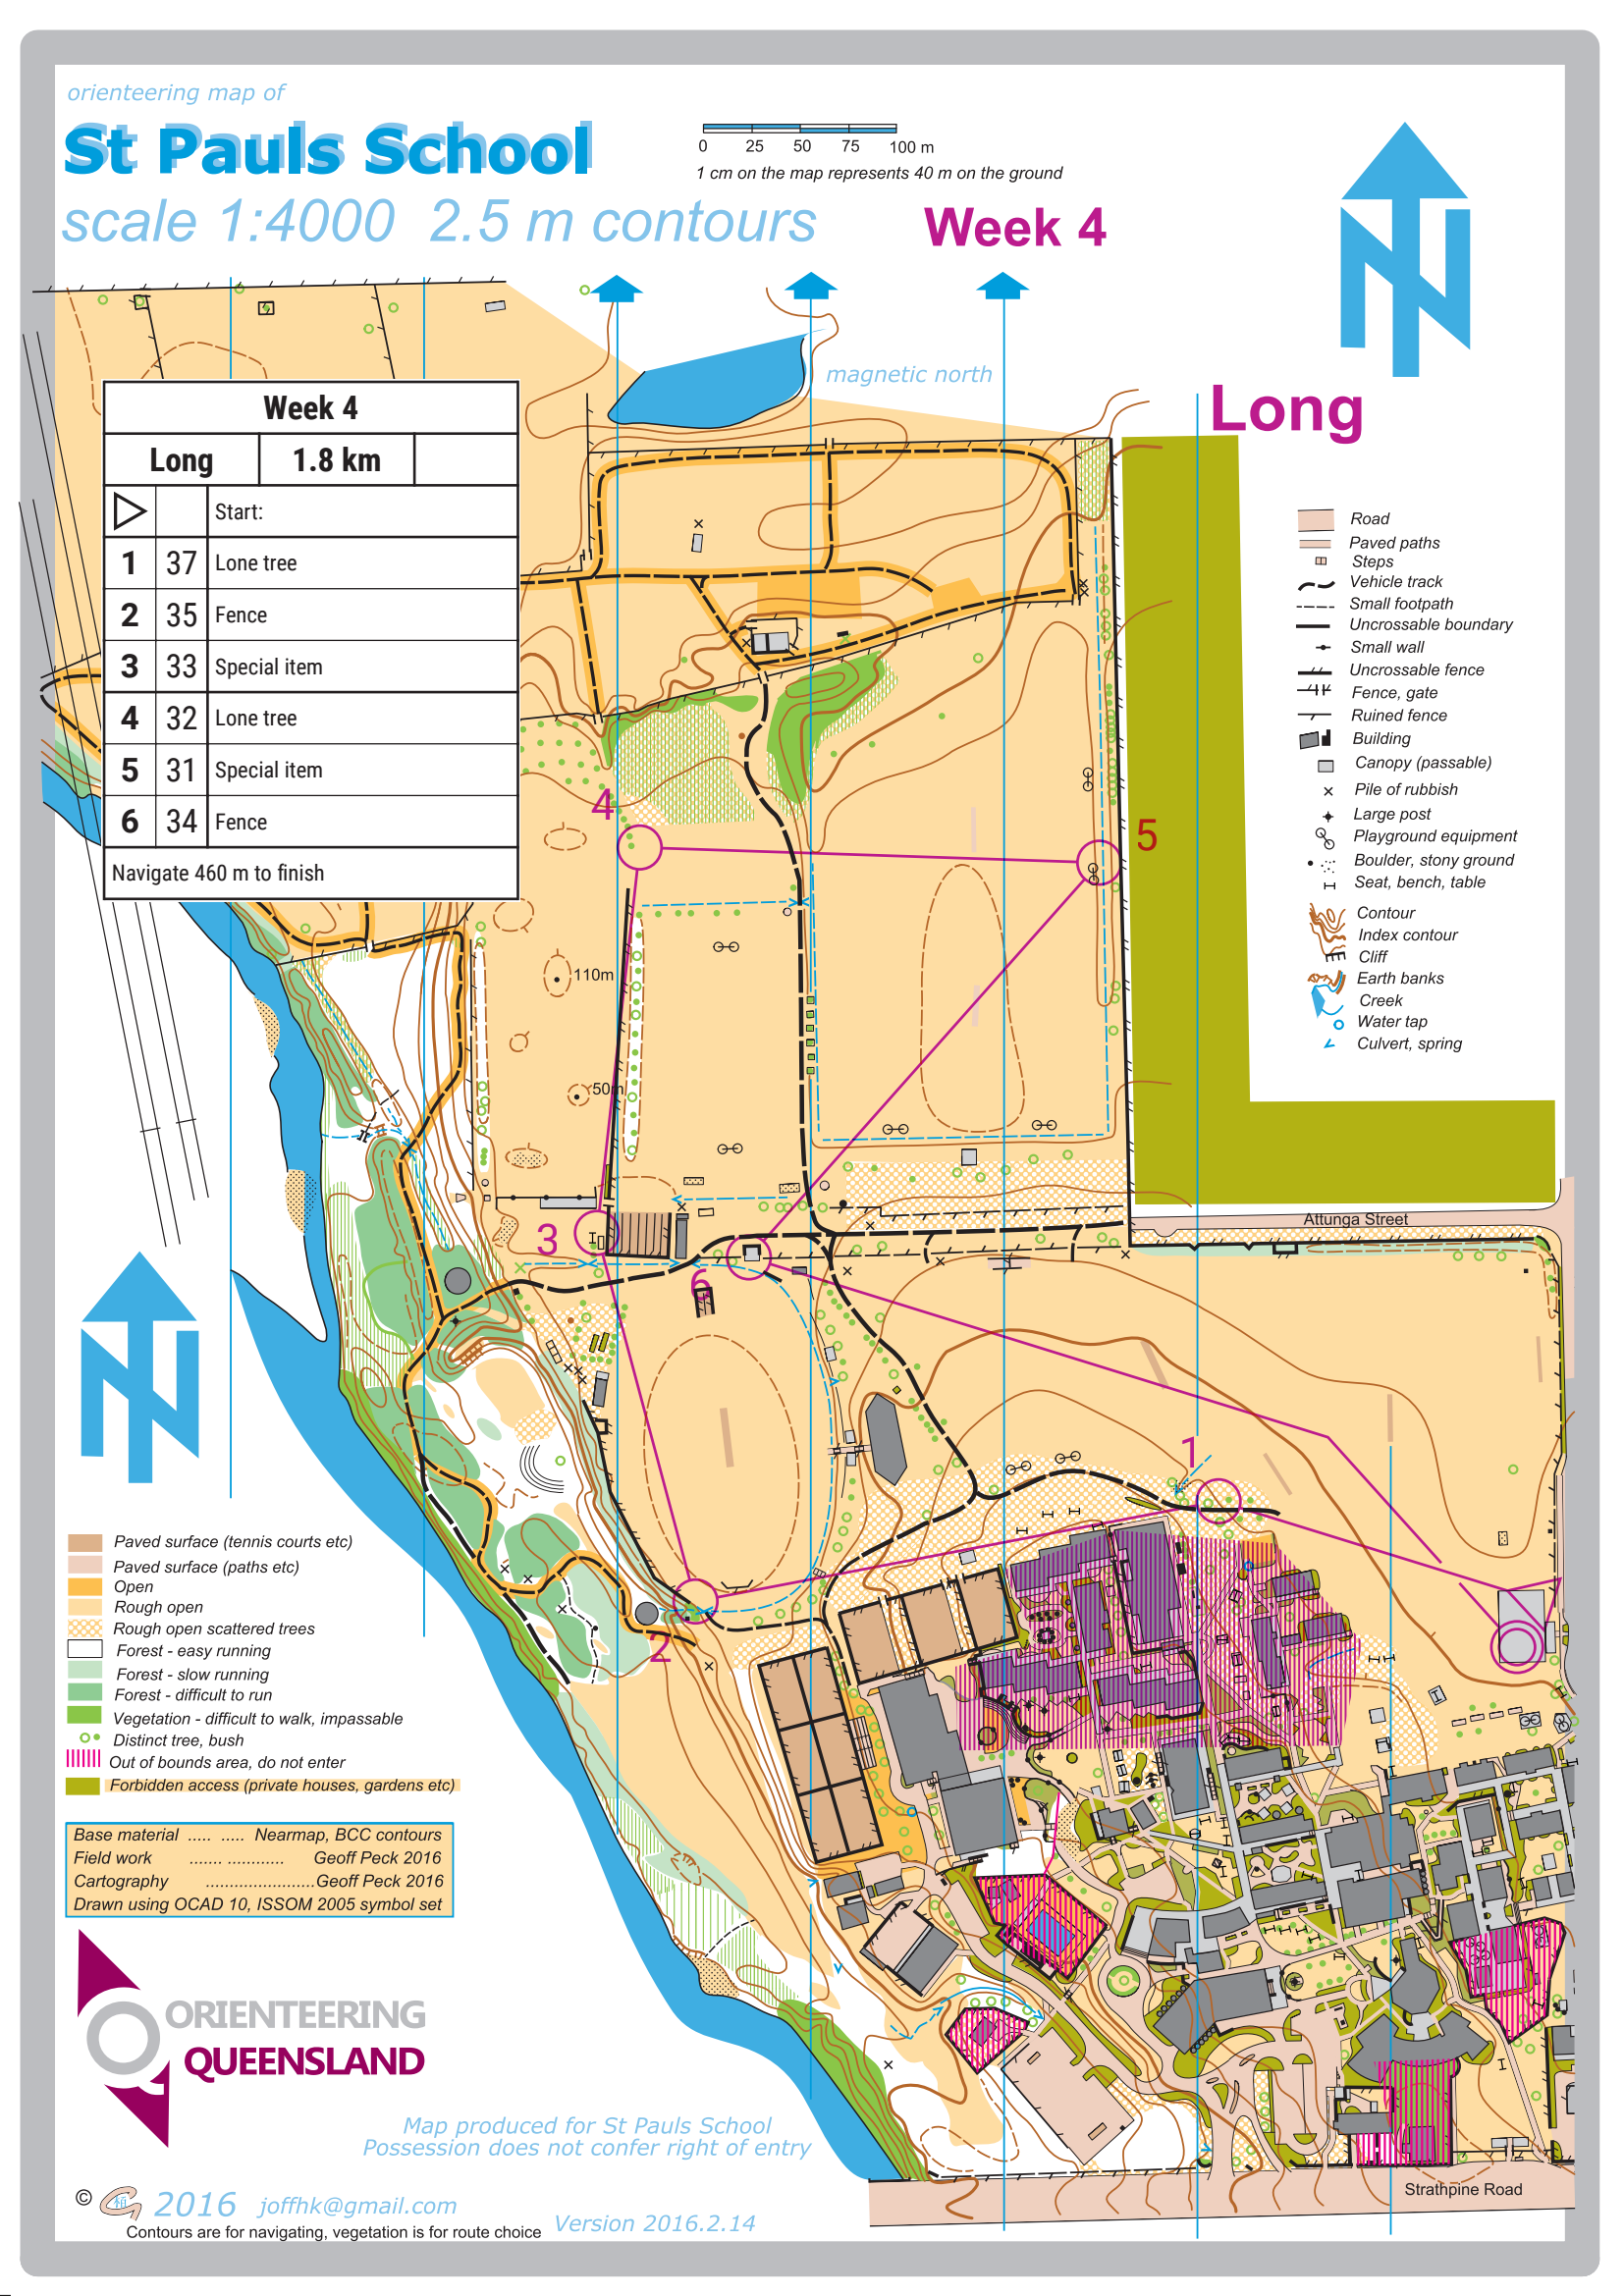 orienteering map of
St Pauls School
scale 1:4000 2.5 m contours
0 25 50 75 100 m
1 cm on the map represents 40 m on the ground
Week 4
magnetic north
Long
Week 4
Long 1.8 km
Start:
1 37 Lone tree
2 35 Fence
3 33 Special item
4 32 Lone tree
5 31 Special item
6 34 Fence
Navigate 460 m to finish
Road
Paved paths
Steps
Vehicle track
Small footpath
Uncrossable boundary
Small wall
Uncrossable fence
Fence, gate
Ruined fence
Building
Canopy (passable)
Pile of rubbish
Large post
Playground equipment
Boulder, stony ground
Seat, bench, table
Contour
Index contour
Cliff
Earth banks
Creek
Water tap
Culvert, spring
4
5
110m
50m
3
6
1
2
Attunga Street
Paved surface (tennis courts etc)
Paved surface (paths etc)
Open
Rough open
Rough open scattered trees
Forest - easy running
Forest - slow running
Forest - difficult to run
Vegetation - difficult to walk, impassable
Distinct tree, bush
Out of bounds area, do not enter
Forbidden access (private houses, gardens etc)
Base material ..... ..... Nearmap, BCC contours
Field work ....... ............ Geoff Peck 2016
Cartography ......................Geoff Peck 2016
Drawn using OCAD 10, ISSOM 2005 symbol set
ORIENTEERING
QUEENSLAND
Map produced for St Pauls School
Possession does not confer right of entry
Strathpine Road
© 2016 joffhk@gmail.com
Version 2016.2.14
Contours are for navigating, vegetation is for route choice